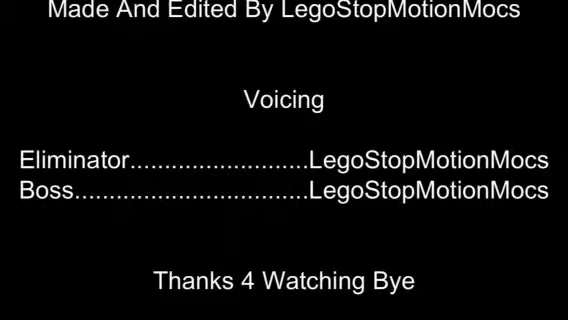 Made And Edited By LegoStopMotionMocs
Voicing
Eliminator..........................LegoStopMotionMocs
Boss..................................LegoStopMotionMocs
Thanks 4 Watching Bye